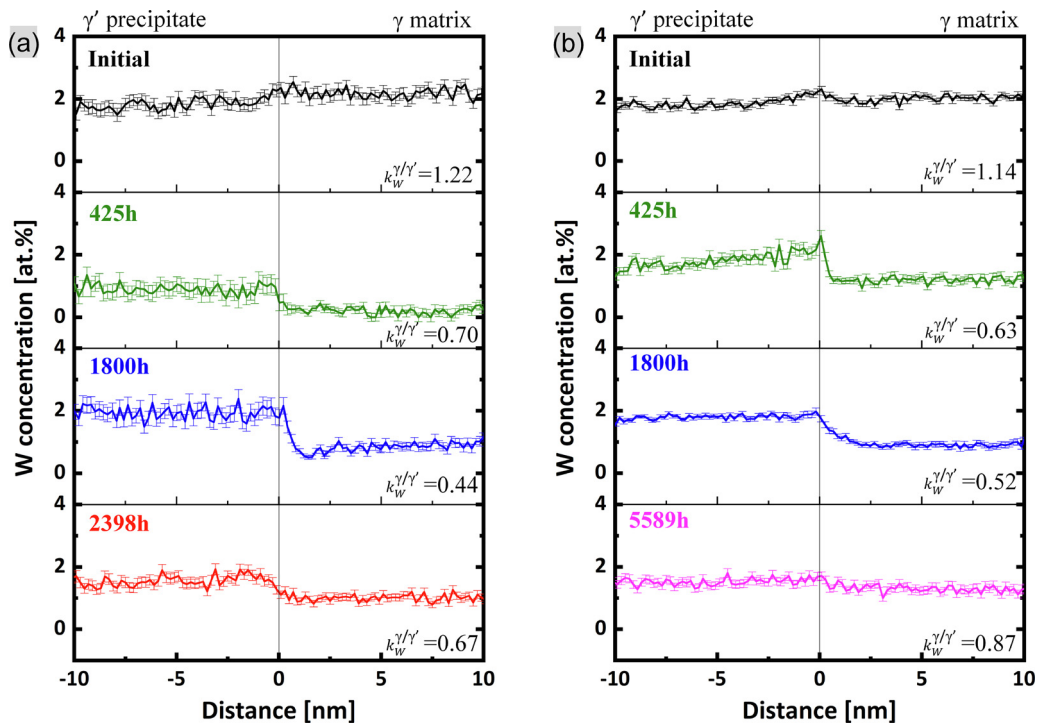 (a)
γ' precipitate γ matrix
W concentration [at.%]
4
Initial
2
0
k_W^γ/γ'=1.22
4
425h
2
0
k_W^γ/γ'=0.70
4
1800h
2
0
k_W^γ/γ'=0.44
4
2398h
2
0
k_W^γ/γ'=0.67
-10 -5 0 5 10
Distance [nm]
(b)
γ' precipitate γ matrix
W concentration [at.%]
4
Initial
2
0
k_W^γ/γ'=1.14
4
425h
2
0
k_W^γ/γ'=0.63
4
1800h
2
0
k_W^γ/γ'=0.52
4
5589h
2
0
k_W^γ/γ'=0.87
-10 -5 0 5 10
Distance [nm]